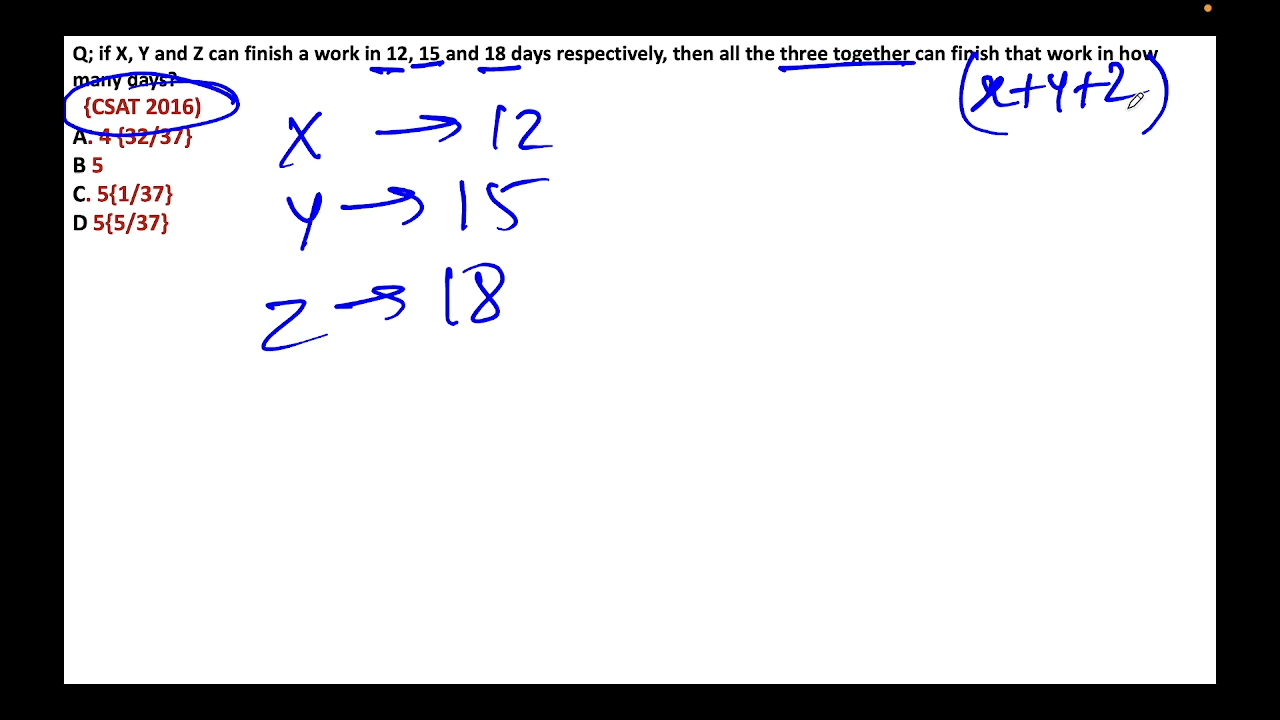 Q; if X, Y and Z can finish a work in 12, 15 and 18 days respectively, then all the three together can finish that work in how
many days?
{CSAT 2016)
A. 4 {32/37}
B 5
C. 5{1/37}
D 5{5/37}
(x+y+z)
X → 12
Y → 15
Z → 18